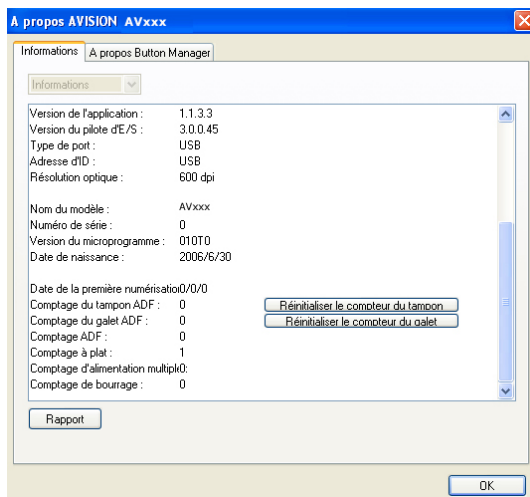 A propos AVISION AVxxx
Informations A propos Button Manager
Informations
Version de l'application : 1.1.3.3
Version du pilote d'E/S : 3.0.0.45
Type de port : USB
Adresse d'ID : USB
Résolution optique : 600 dpi
Nom du modèle : AVxxx
Numéro de série : 0
Version du microprogramme : 010T0
Date de naissance : 2006/6/30
Date de la première numérisation0/0/0
Comptage du tampon ADF : 0 Réinitialiser le compteur du tampon
Comptage du galet ADF : 0 Réinitialiser le compteur du galet
Comptage ADF : 0
Comptage à plat : 1
Comptage d'alimentation multiple0:
Comptage de bourrage : 0
Rapport
OK